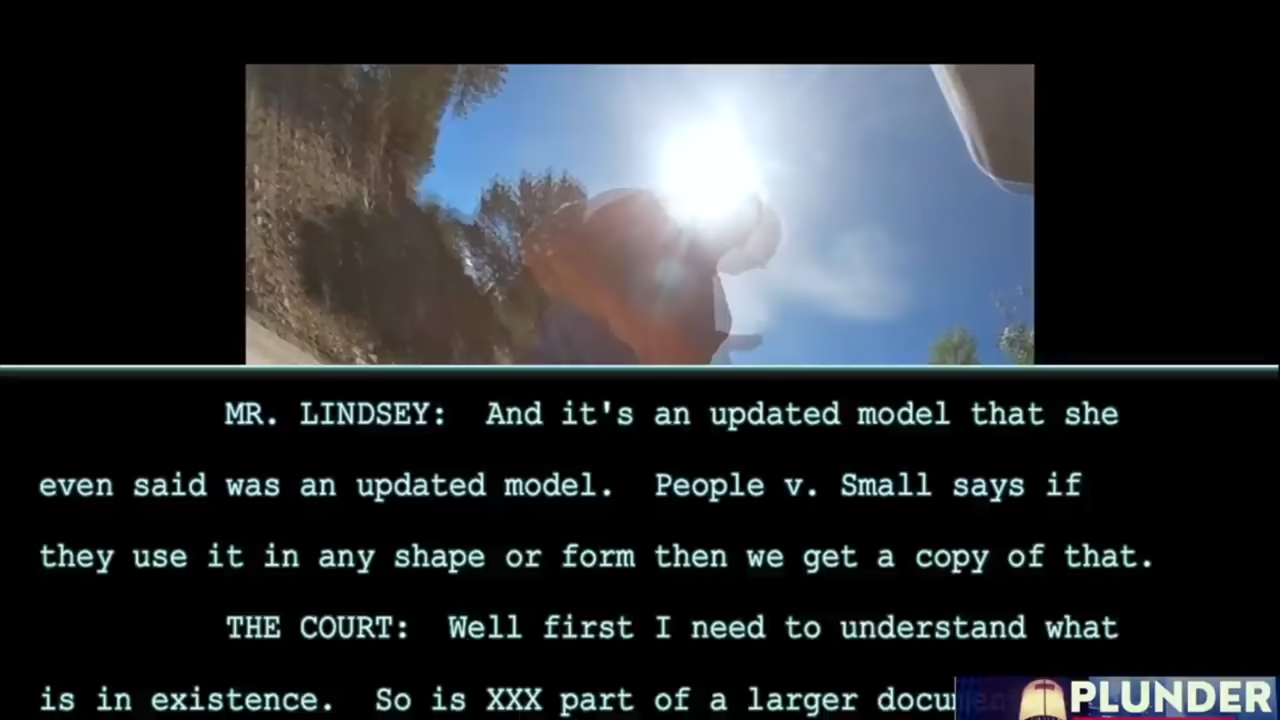 MR. LINDSEY: And it's an updated model that she
even said was an updated model. People v. Small says if
they use it in any shape or form then we get a copy of that.
THE COURT: Well first I need to understand what
is in existence. So is XXX part of a larger docu
PLUNDER